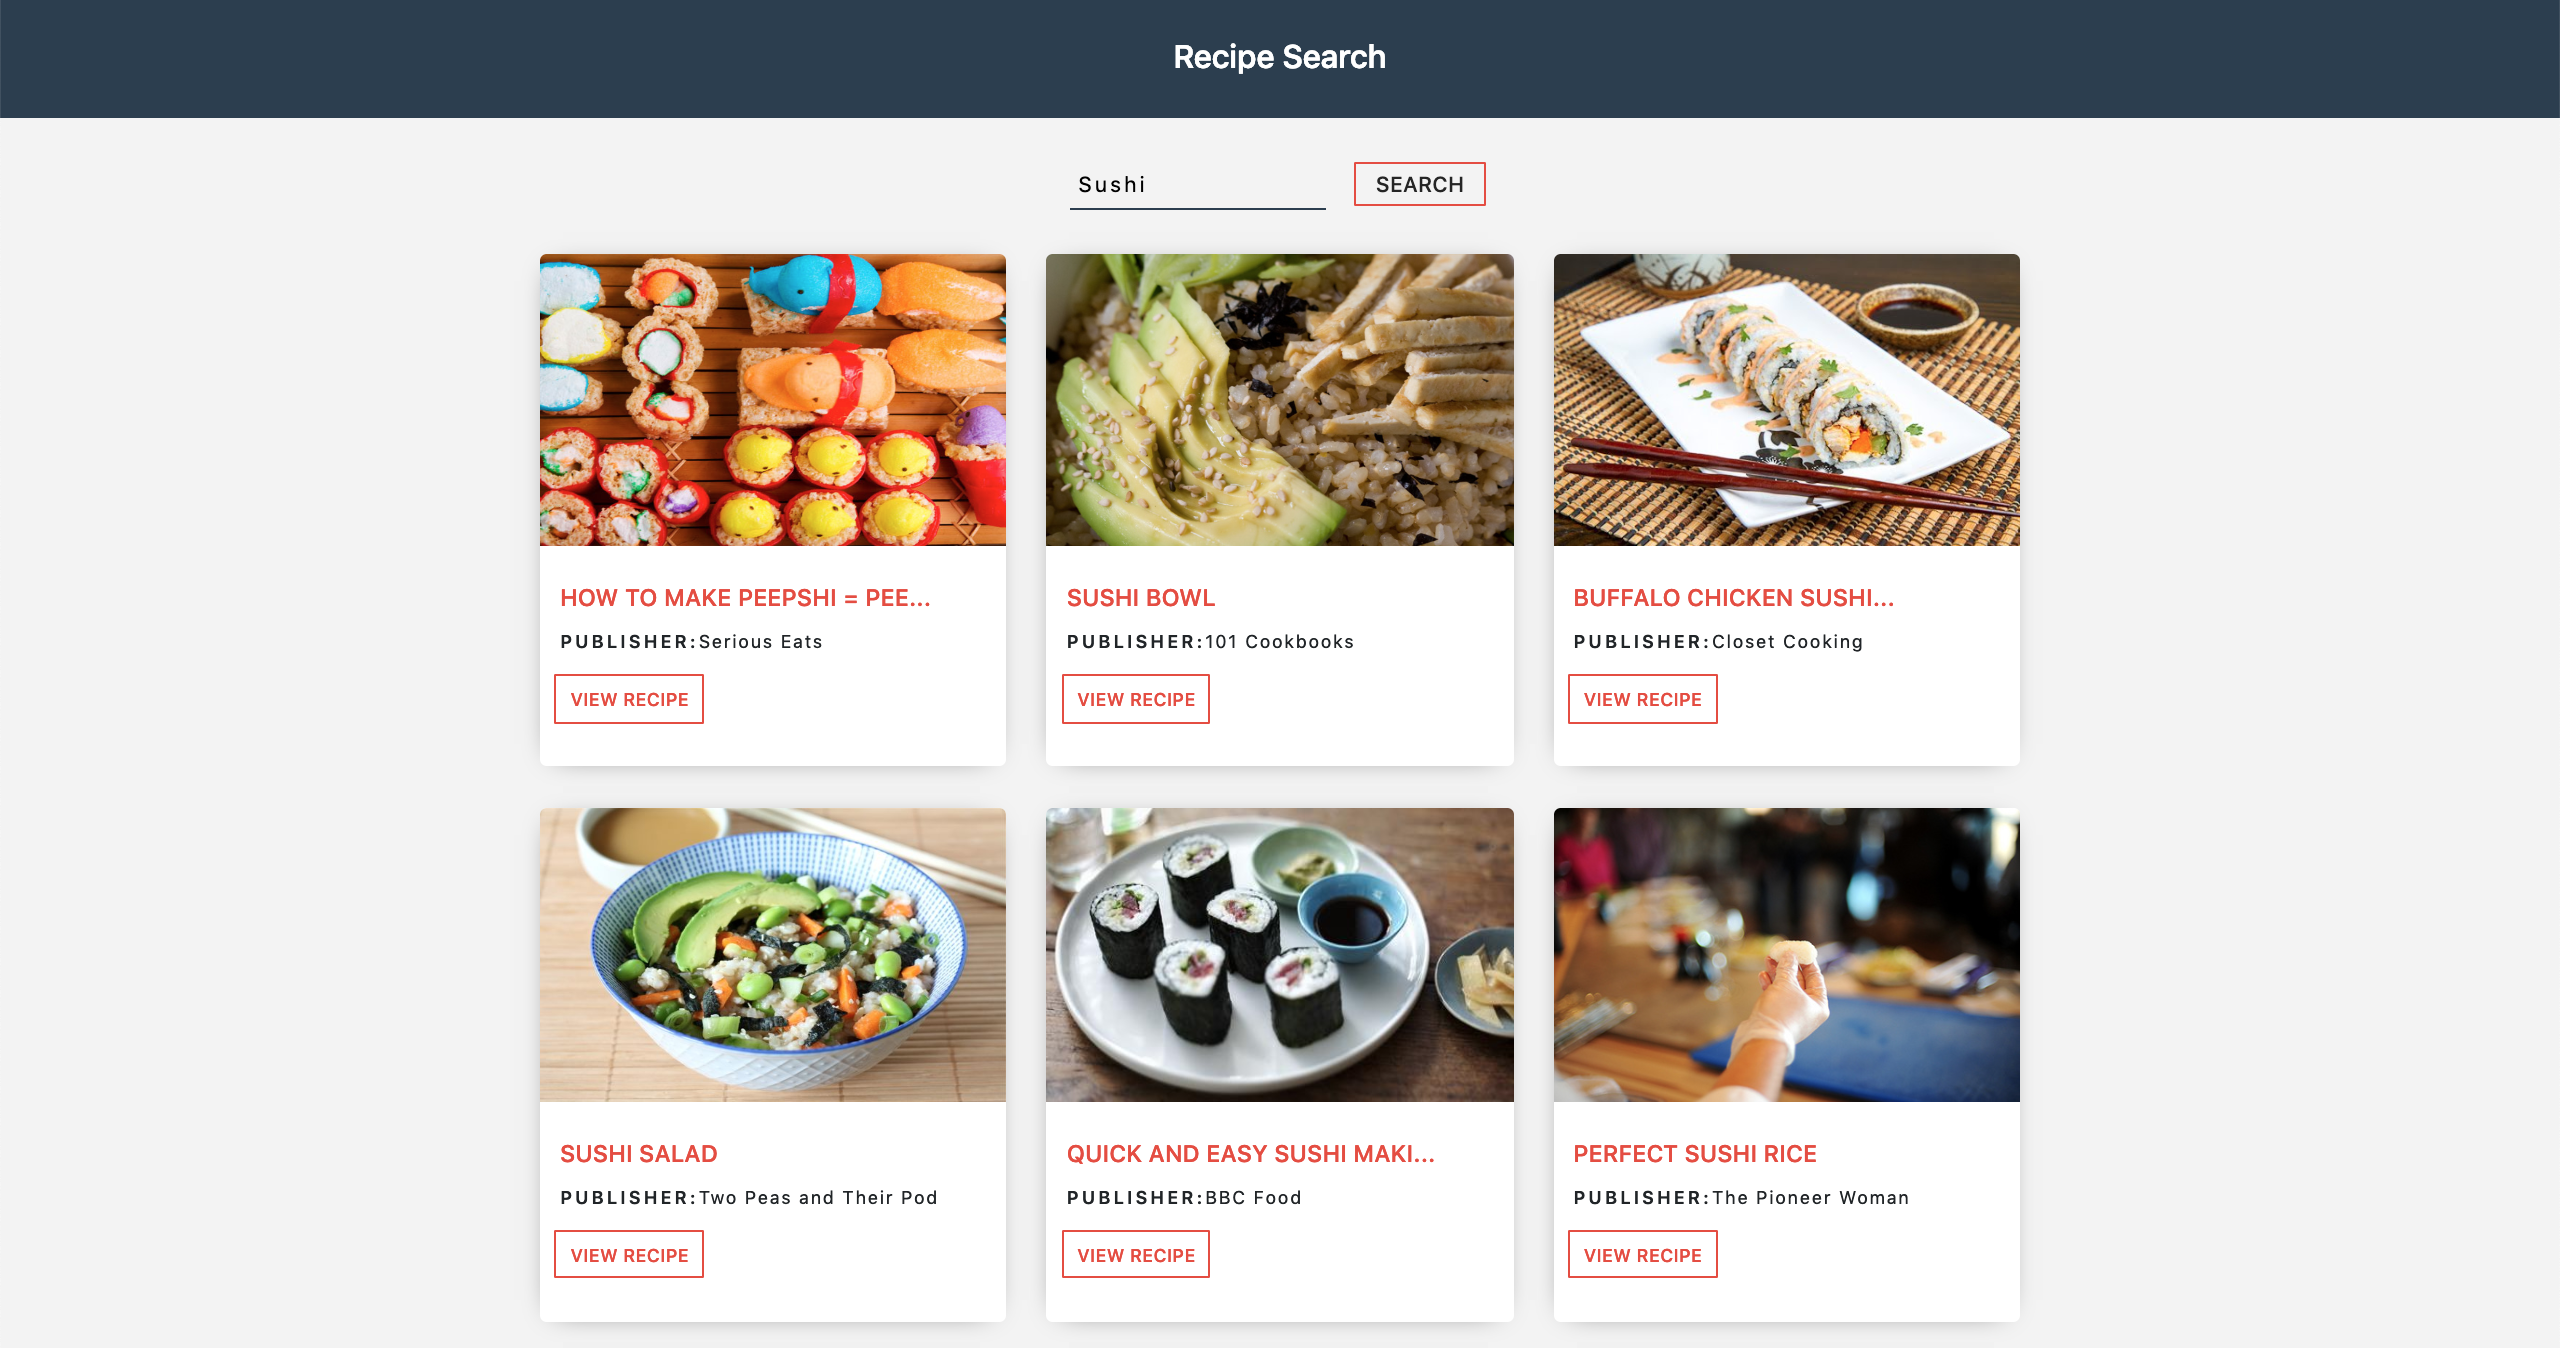 Recipe Search
Sushi
SEARCH
HOW TO MAKE PEEPSHI = PEE...
PUBLISHER:Serious Eats
VIEW RECIPE
SUSHI BOWL
PUBLISHER:101 Cookbooks
VIEW RECIPE
BUFFALO CHICKEN SUSHI...
PUBLISHER:Closet Cooking
VIEW RECIPE
SUSHI SALAD
PUBLISHER:Two Peas and Their Pod
VIEW RECIPE
QUICK AND EASY SUSHI MAKI...
PUBLISHER:BBC Food
VIEW RECIPE
PERFECT SUSHI RICE
PUBLISHER:The Pioneer Woman
VIEW RECIPE